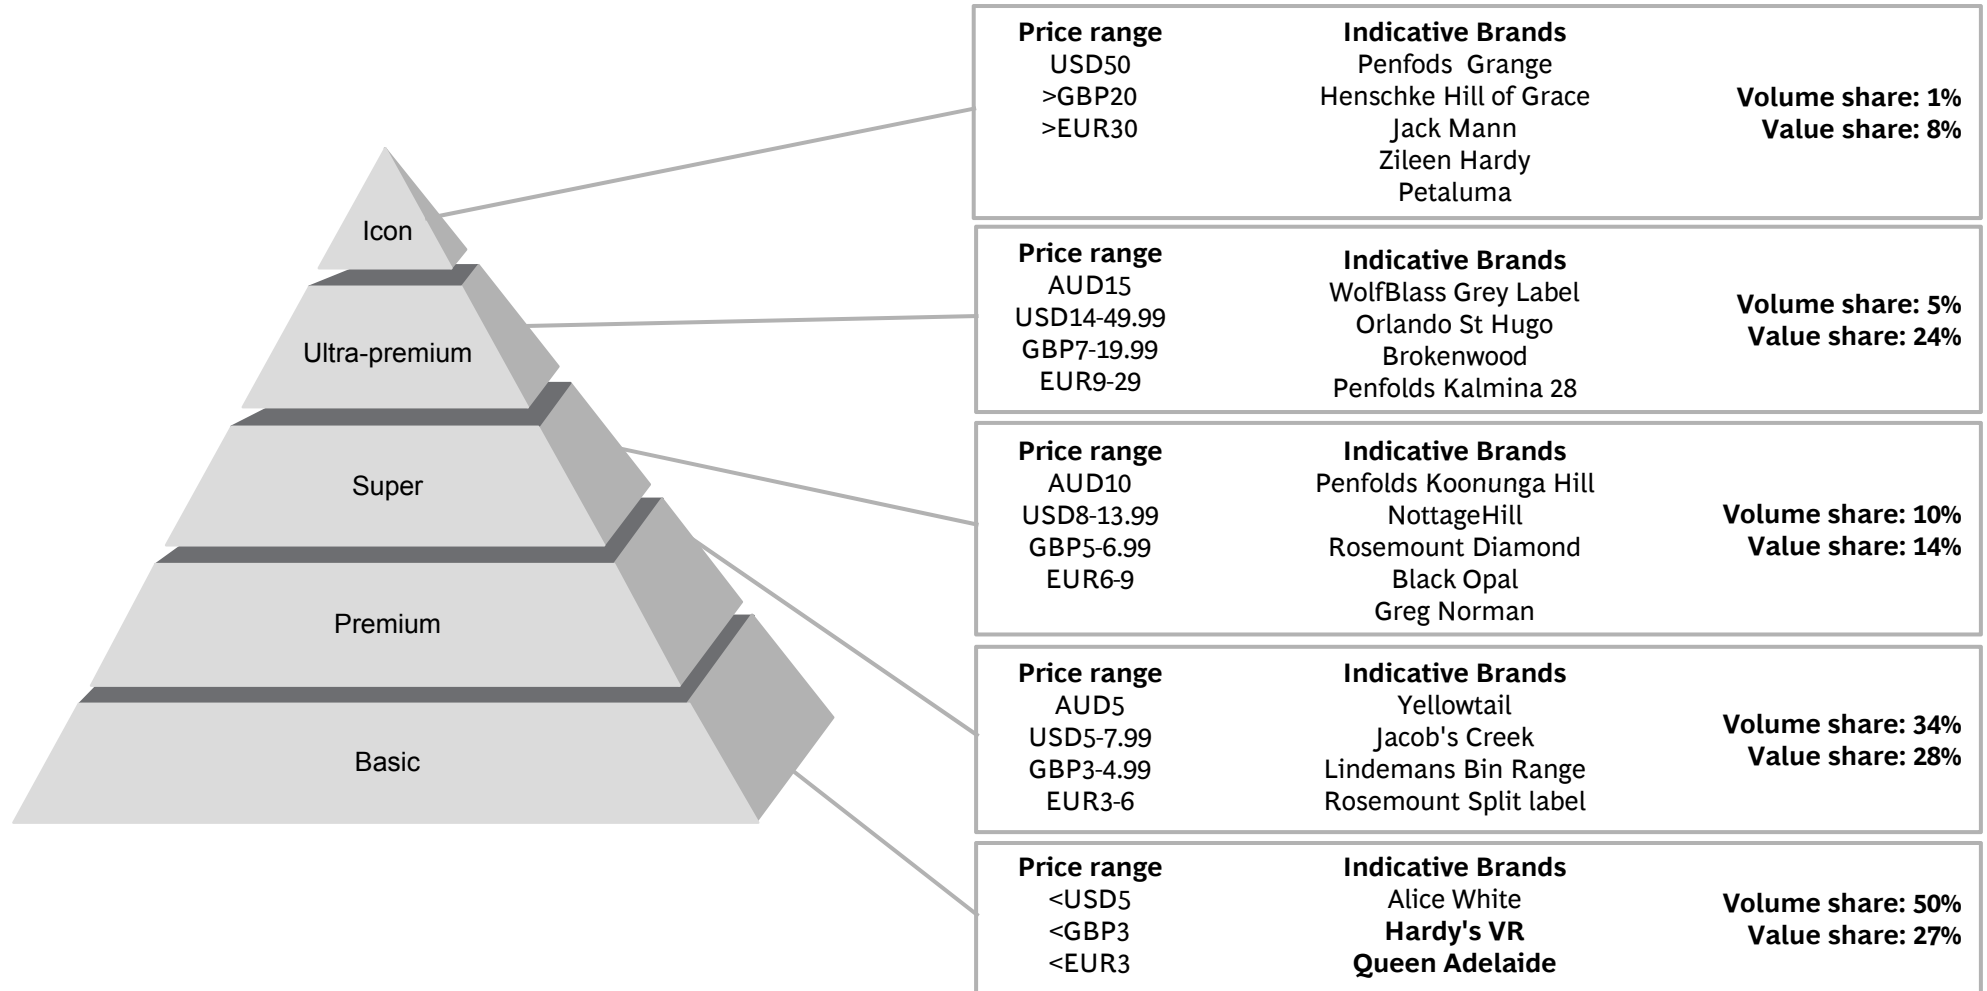 Icon
Ultra-premium
Super
Premium
Basic
Price range
USD50
>GBP20
>EUR30
Indicative Brands
Penfods  Grange
Henschke Hill of Grace
Jack Mann
Zileen Hardy
Petaluma
Volume share: 1%
Value share: 8%
Price range
AUD15
USD14-49.99
GBP7-19.99
EUR9-29
Indicative Brands
WolfBlass Grey Label
Orlando St Hugo
Brokenwood
Penfolds Kalmina 28
Volume share: 5%
Value share: 24%
Price range
AUD10
USD8-13.99
GBP5-6.99
EUR6-9
Indicative Brands
Penfolds Koonunga Hill
NottageHill
Rosemount Diamond
Black Opal
Greg Norman
Volume share: 10%
Value share: 14%
Price range
AUD5
USD5-7.99
GBP3-4.99
EUR3-6
Indicative Brands
Yellowtail
Jacob's Creek
Lindemans Bin Range
Rosemount Split label
Volume share: 34%
Value share: 28%
Price range
<USD5
<GBP3
<EUR3
Indicative Brands
Alice White
Hardy's VR
Queen Adelaide
Volume share: 50%
Value share: 27%